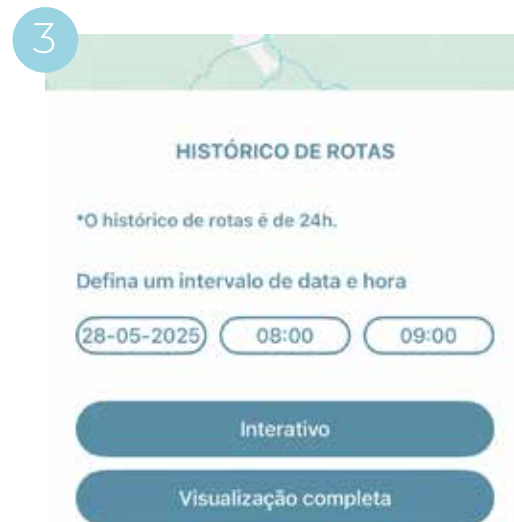 3
HISTÓRICO DE ROTAS
*O histórico de rotas é de 24h.
Defina um intervalo de data e hora
28-05-2025 08:00 09:00
Interativo
Visualização completa